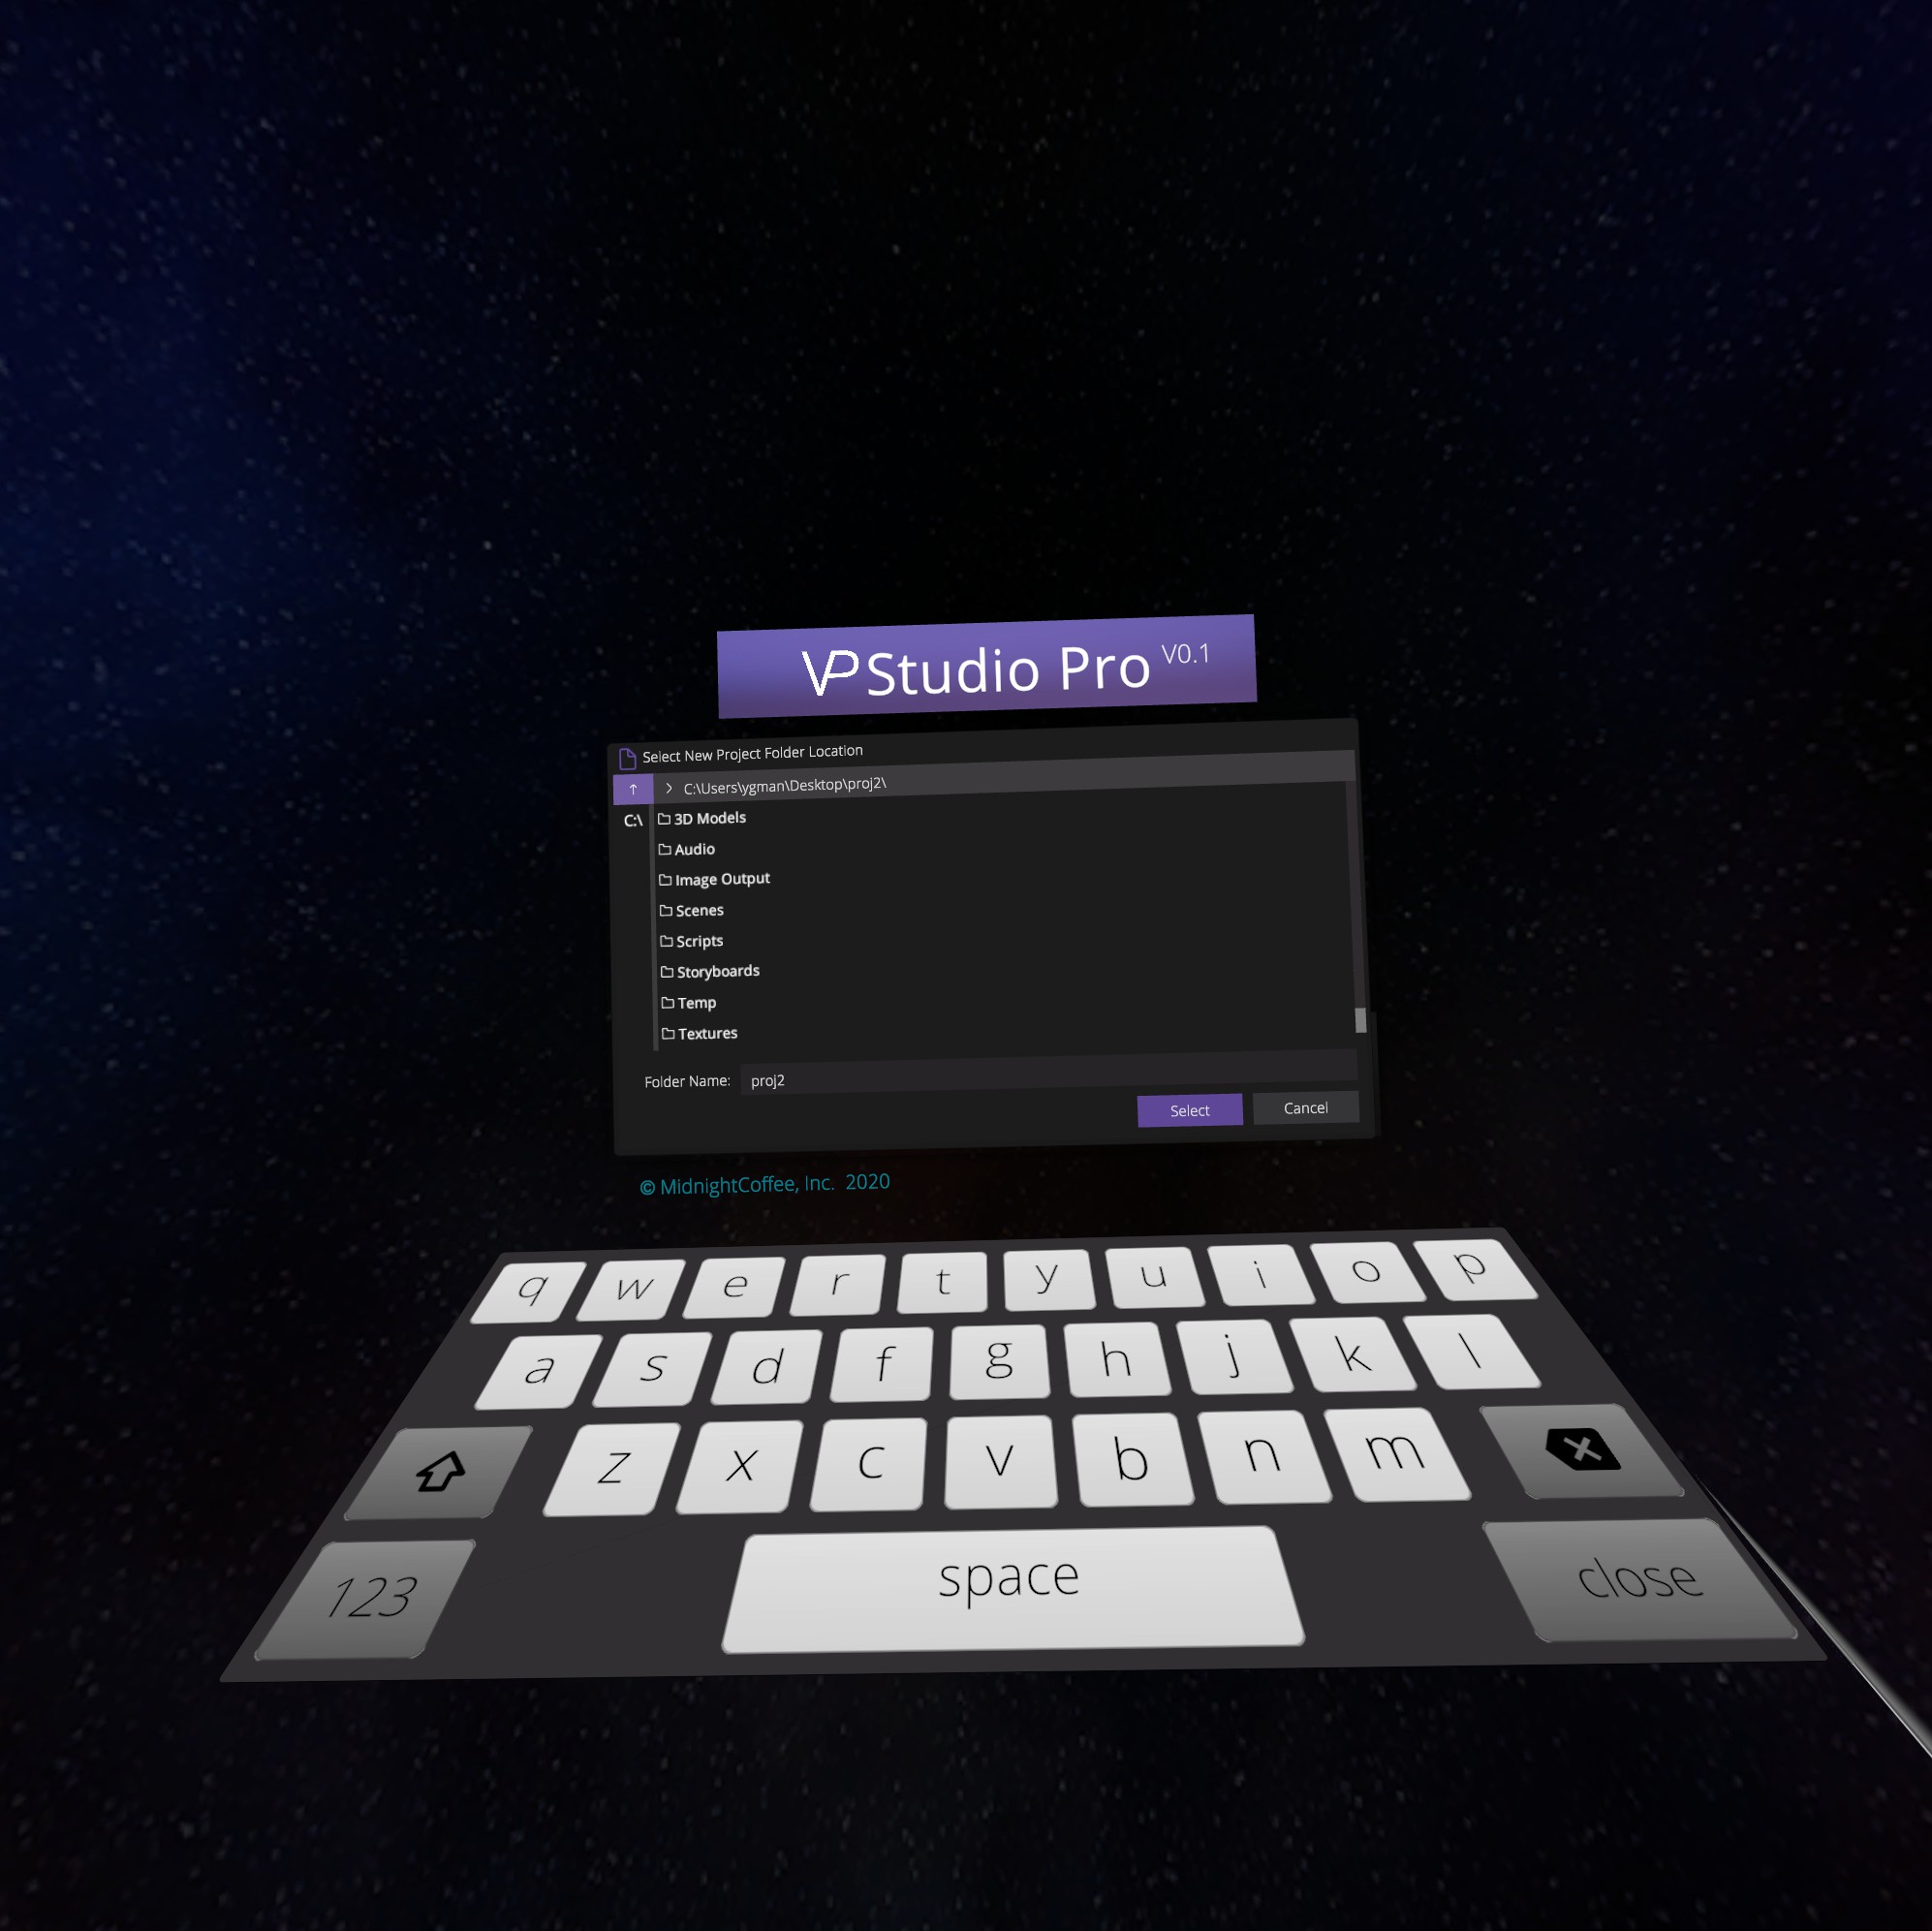 VP Studio Pro V0.1
Select New Project Folder Location
↑ > C:\Users\ygman\Desktop\proj2\
C:\
3D Models
Audio
Image Output
Scenes
Scripts
Storyboards
Temp
Textures
Folder Name: proj2
Select Cancel
© MidnightCoffee, Inc. 2020
q w e r t y u i o p
a s d f g h j k l
z x c v b n m
123 space close